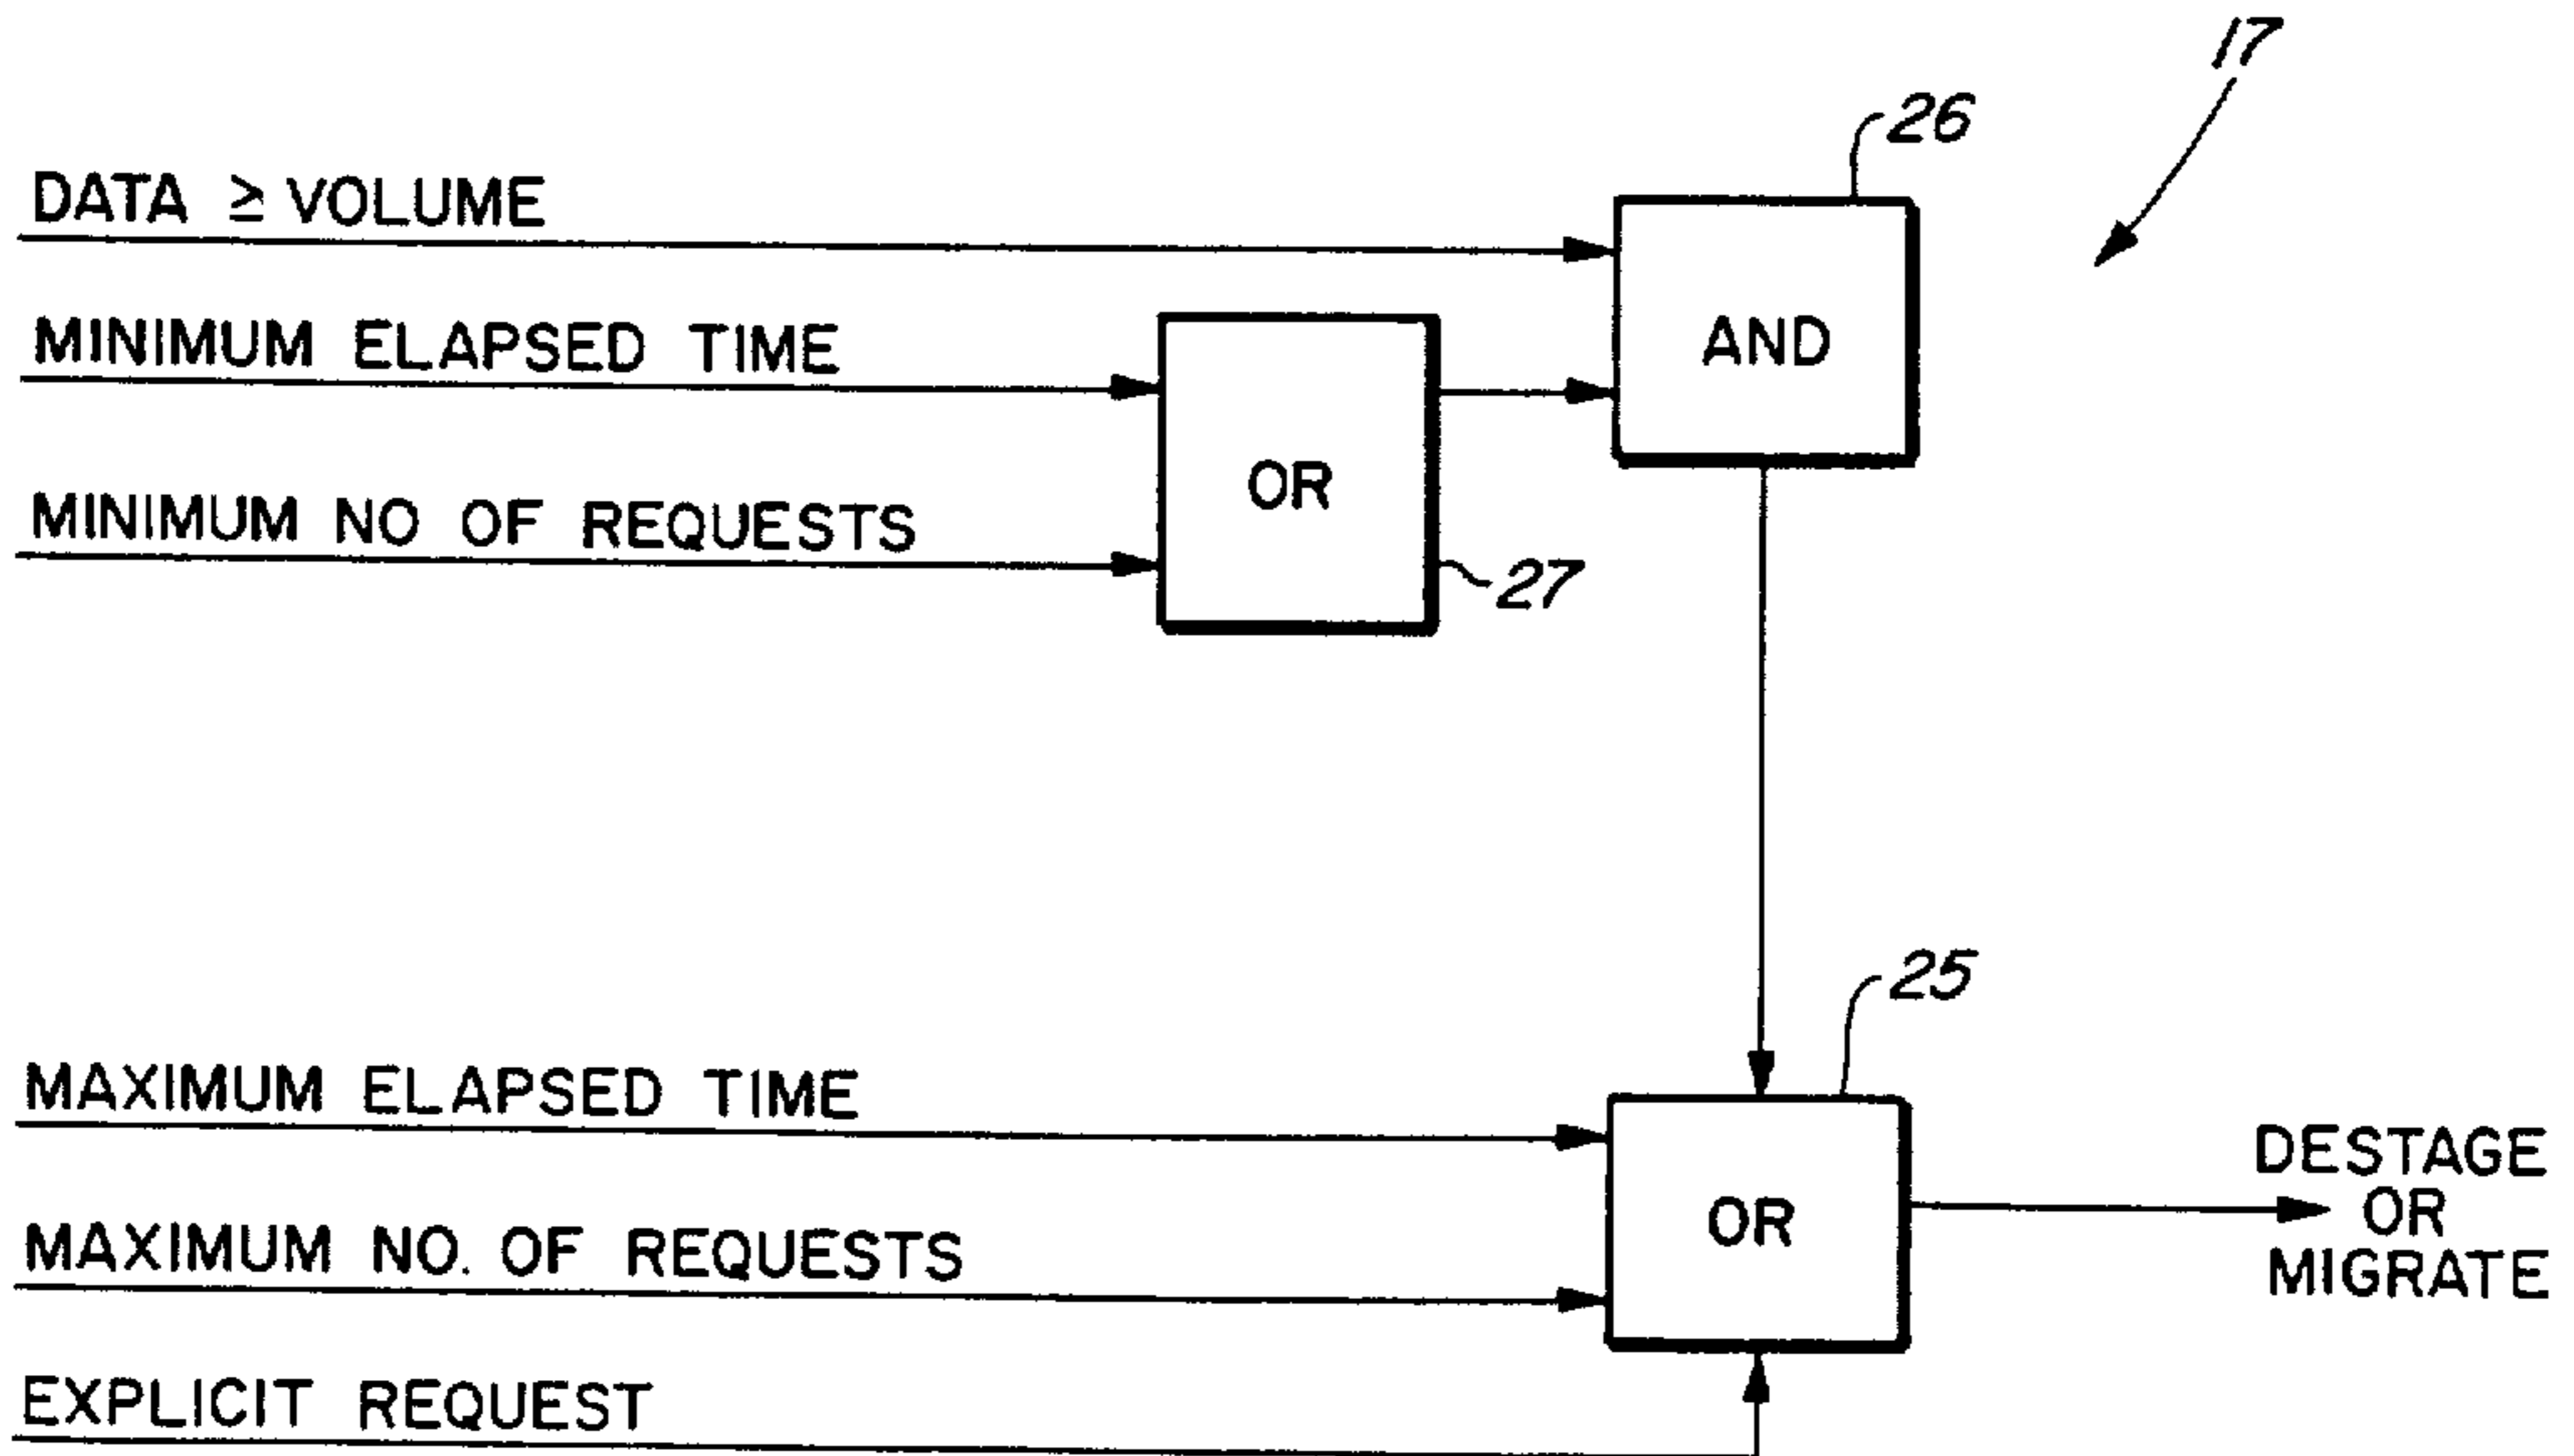 17
26
DATA ≥ VOLUME
MINIMUM ELAPSED TIME
AND
MINIMUM NO OF REQUESTS
OR
27
25
MAXIMUM ELAPSED TIME
MAXIMUM NO. OF REQUESTS
OR
DESTAGE
OR
MIGRATE
EXPLICIT REQUEST